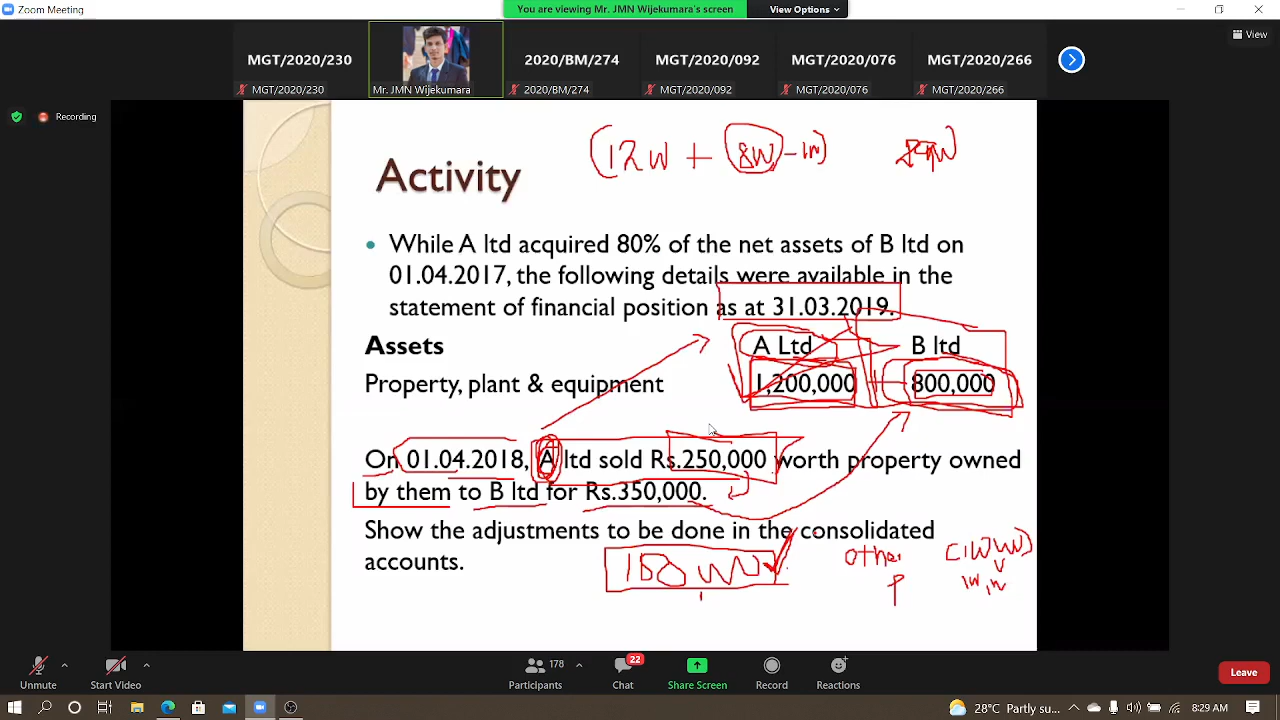 Zoom Meeting
You are viewing Mr. JMN Wijekumara's screen
View Options
View
MGT/2020/230
2020/BM/274
MGT/2020/092
MGT/2020/076
MGT/2020/266
MGT/2020/230
Mr. JMN Wijekumara
2020/BM/274
MGT/2020/092
MGT/2020/076
MGT/2020/266
Recording
Activity
While A ltd acquired 80% of the net assets of B ltd on
01.04.2017, the following details were available in the
statement of financial position as at 31.03.2019.
Assets A Ltd B ltd
Property, plant & equipment 1,200,000 800,000
On 01.04.2018, A ltd sold Rs.250,000 worth property owned
by them to B ltd for Rs.350,000.
Show the adjustments to be done in the consolidated
accounts.
other
P
Unmute
Start Video
178
Participants
22
Chat
Share Screen
Record
Reactions
Leave
28°C Partly su...
8:29 AM